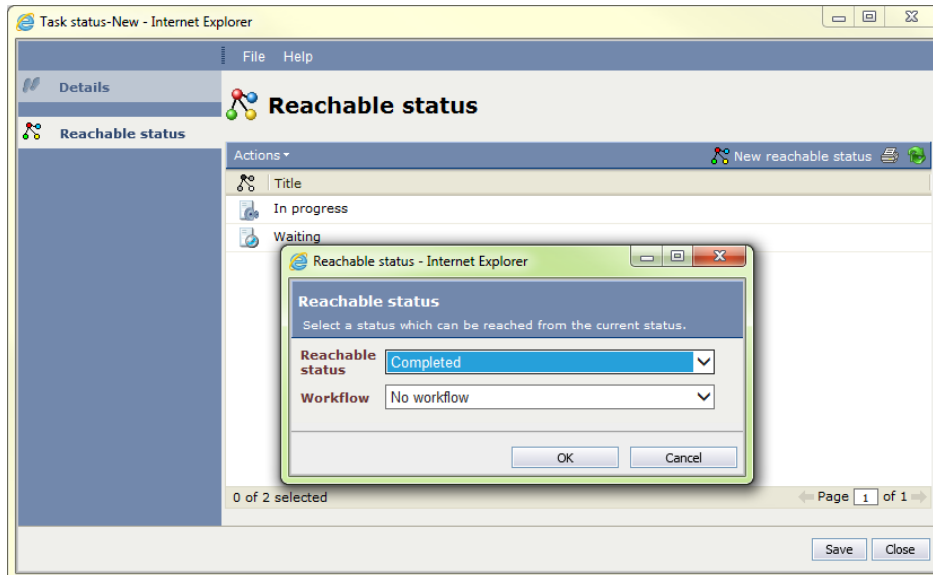 Task status-New - Internet Explorer
File Help
Details
Reachable status
Reachable status
Actions
New reachable status
Title
In progress
Waiting
Reachable status - Internet Explorer
Reachable status
Select a status which can be reached from the current status.
Reachable status
Completed
Workflow
No workflow
OK Cancel
0 of 2 selected
Page 1 of 1
Save Close